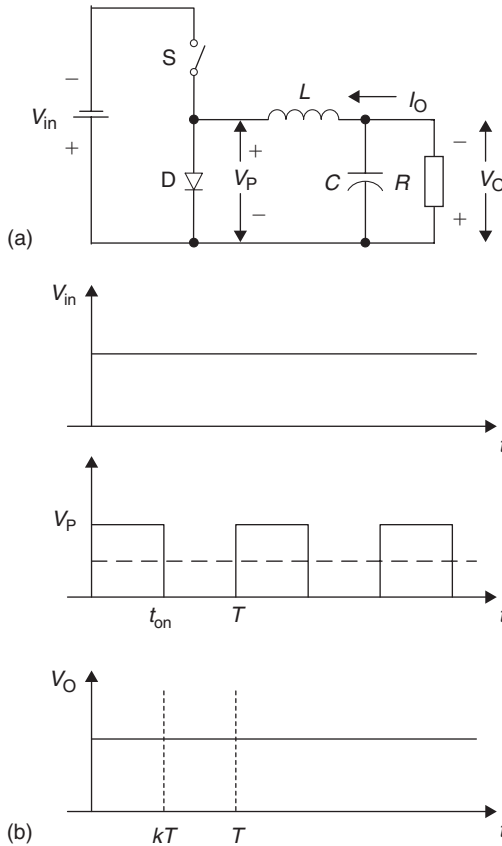 S
−
V_in
+
L
I_O
D
+
V_P
−
C
R
−
V_O
+
(a)
V_in
t
V_P
t_on
T
t
V_O
kT
T
t
(b)